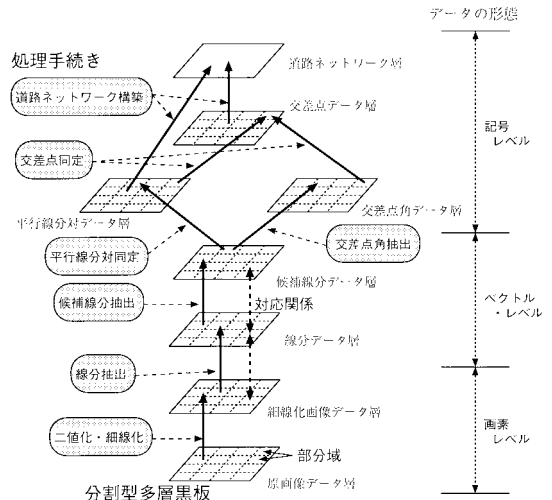 データの形態
処理手続き
道路ネットワーク層
道路ネットワーク構築
交差点データ層
記号
レベル
交差点同定
平行線分対データ層
交差点角データ層
平行線分対同定
交差点角抽出
候補線分データ層
候補線分抽出
対応関係
ベクトル
・レベル
線分データ層
線分抽出
細線化画像データ層
二値化・細線化
画素
レベル
部分域
原画像データ層
分割型多層黒板